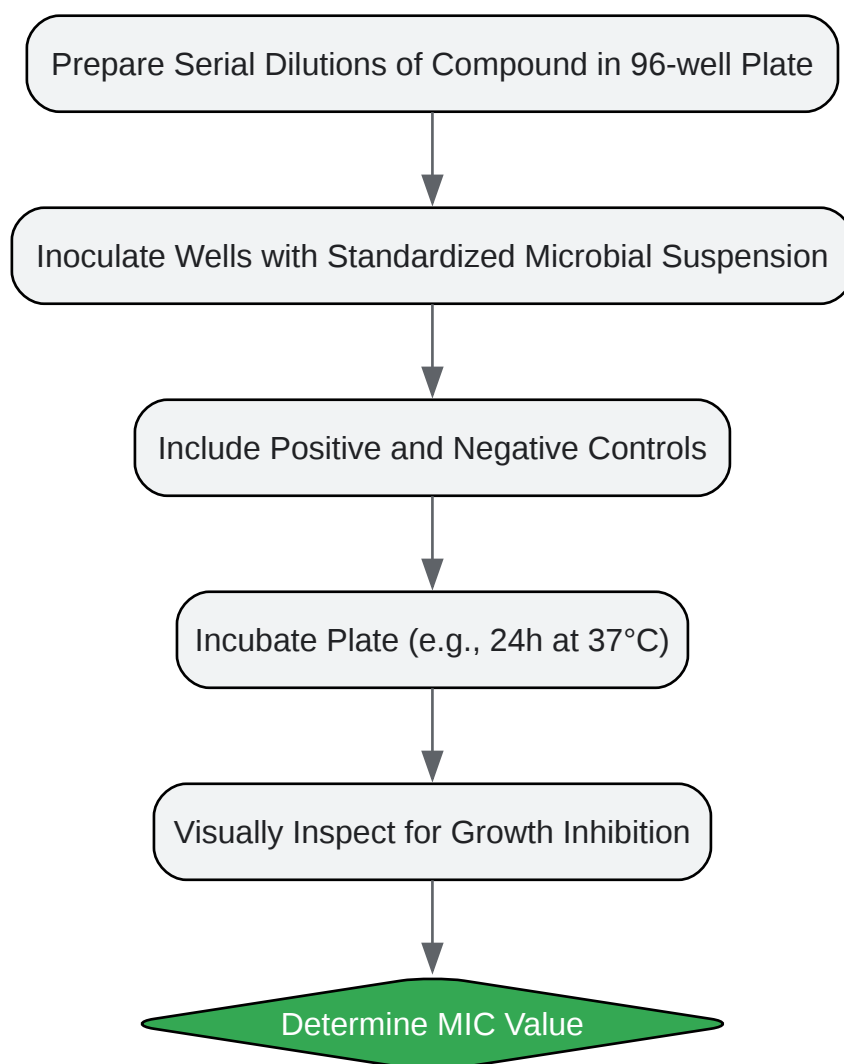 Prepare Serial Dilutions of Compound in 96-well Plate
Inoculate Wells with Standardized Microbial Suspension
Include Positive and Negative Controls
Incubate Plate (e.g., 24h at 37°C)
Visually Inspect for Growth Inhibition
Determine MIC Value